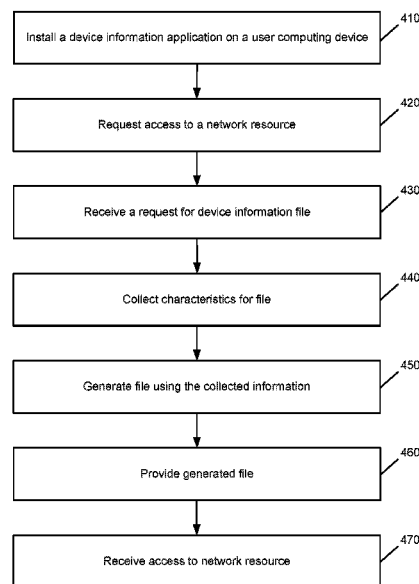 Install a device information application on a user computing device
410
Request access to a network resource
420
Receive a request for device information file
430
Collect characteristics for file
440
Generate file using the collected information
450
Provide generated file
460
Receive access to network resource
470